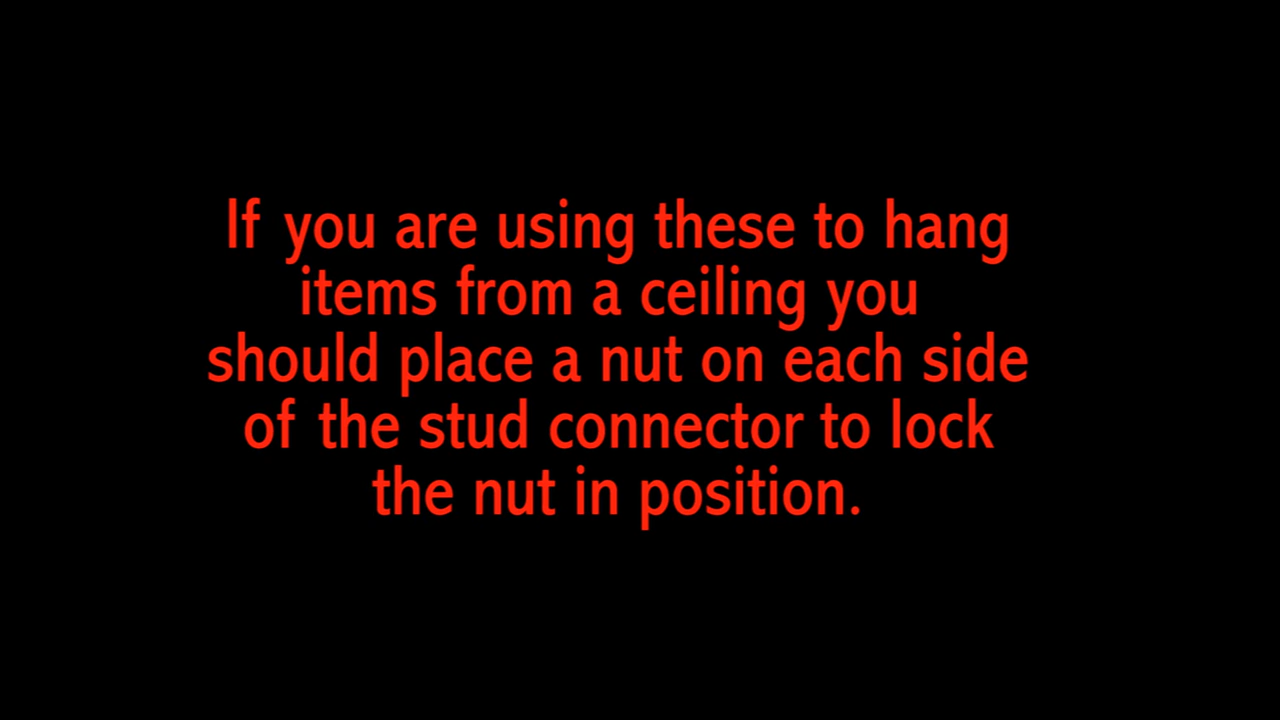 If you are using these to hang
items from a ceiling you
should place a nut on each side
of the stud connector to lock
the nut in position.